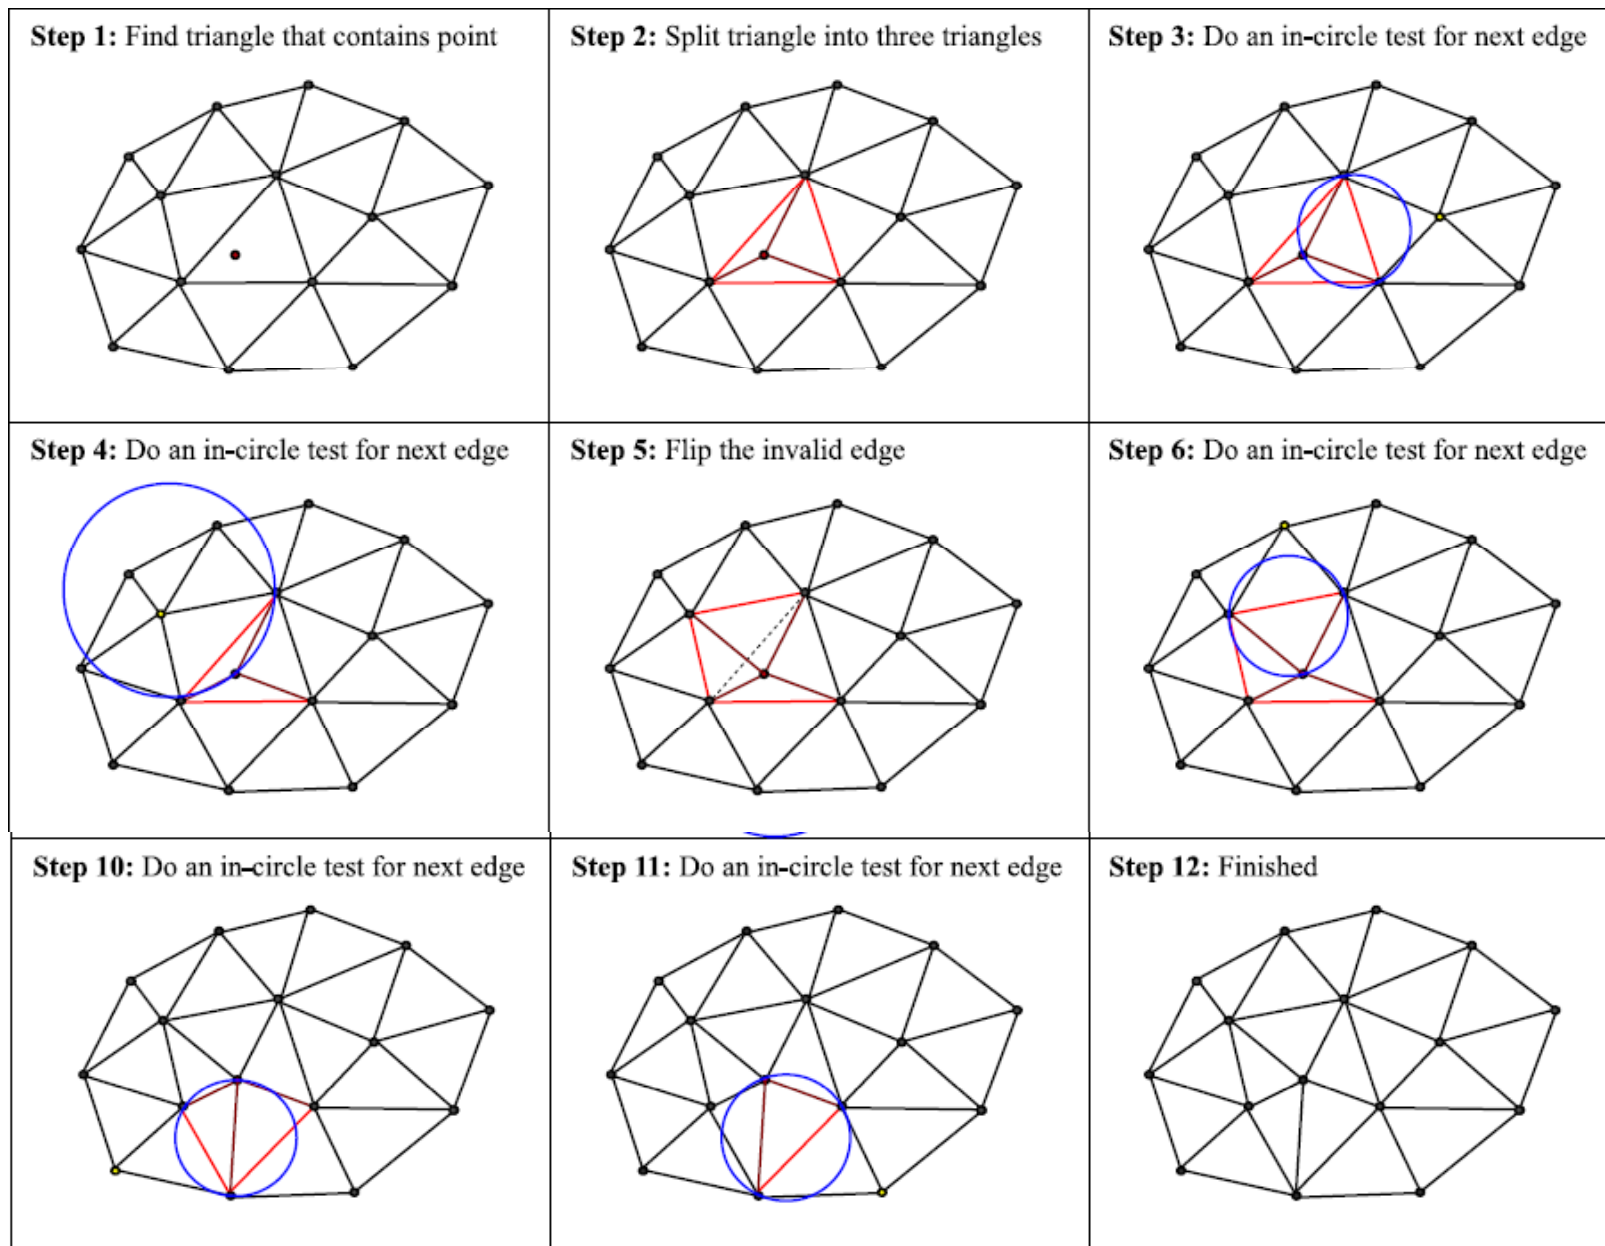 Step 1: Find triangle that contains point
Step 2: Split triangle into three triangles
Step 3: Do an in-circle test for next edge
Step 4: Do an in-circle test for next edge
Step 5: Flip the invalid edge
Step 6: Do an in-circle test for next edge
Step 10: Do an in-circle test for next edge
Step 11: Do an in-circle test for next edge
Step 12: Finished